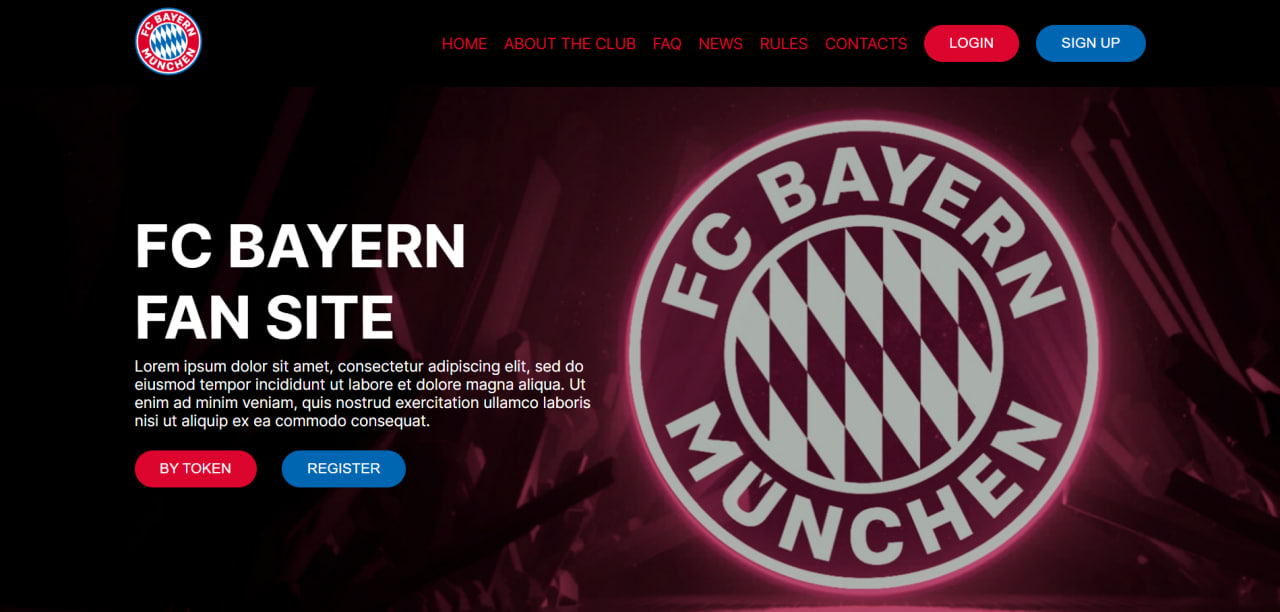 FC BAYERN
MÜNCHEN
HOME ABOUT THE CLUB FAQ NEWS RULES CONTACTS LOGIN SIGN UP
FC BAYERN
FAN SITE
Lorem ipsum dolor sit amet, consectetur adipiscing elit, sed do
eiusmod tempor incididunt ut labore et dolore magna aliqua. Ut
enim ad minim veniam, quis nostrud exercitation ullamco laboris
nisi ut aliquip ex ea commodo consequat.
BY TOKEN REGISTER
FC BAYERN
MÜNCHEN